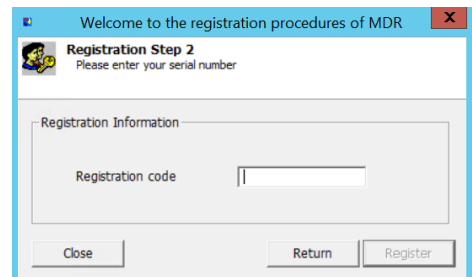 Welcome to the registration procedures of MDR
X
Registration Step 2
Please enter your serial number
Registration Information
Registration code
Close Return Register